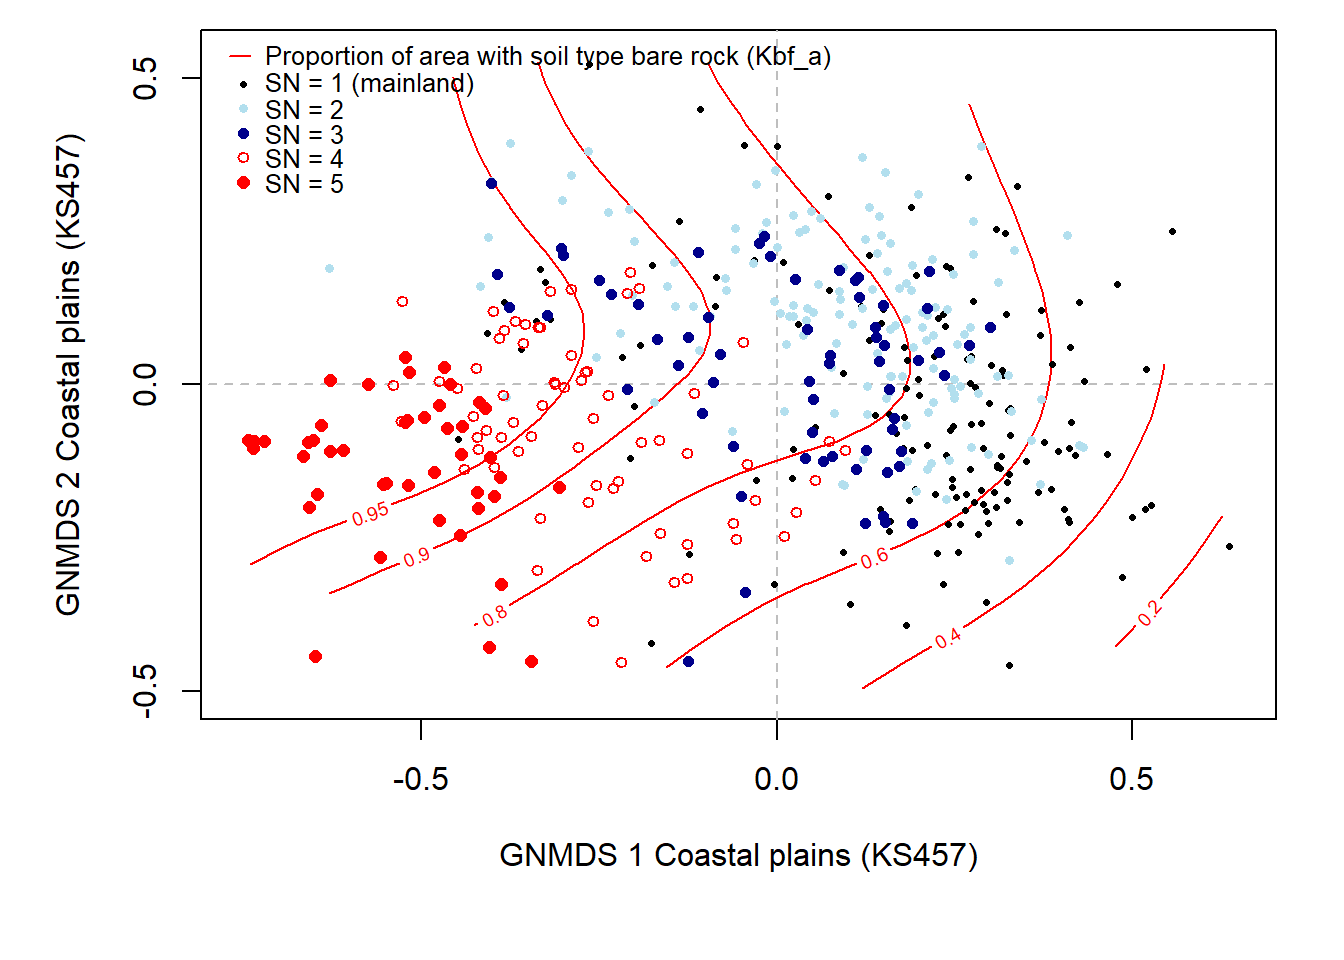 Proportion of area with soil type bare rock (Kbf_a)
SN = 1 (mainland)
SN = 2
SN = 3
SN = 4
SN = 5
GNMDS 2 Coastal plains (KS457)
0.5
0.0
-0.5
0.95
0.9
0.8
0.6
0.4
0.2
-0.5
0.0
0.5
GNMDS 1 Coastal plains (KS457)